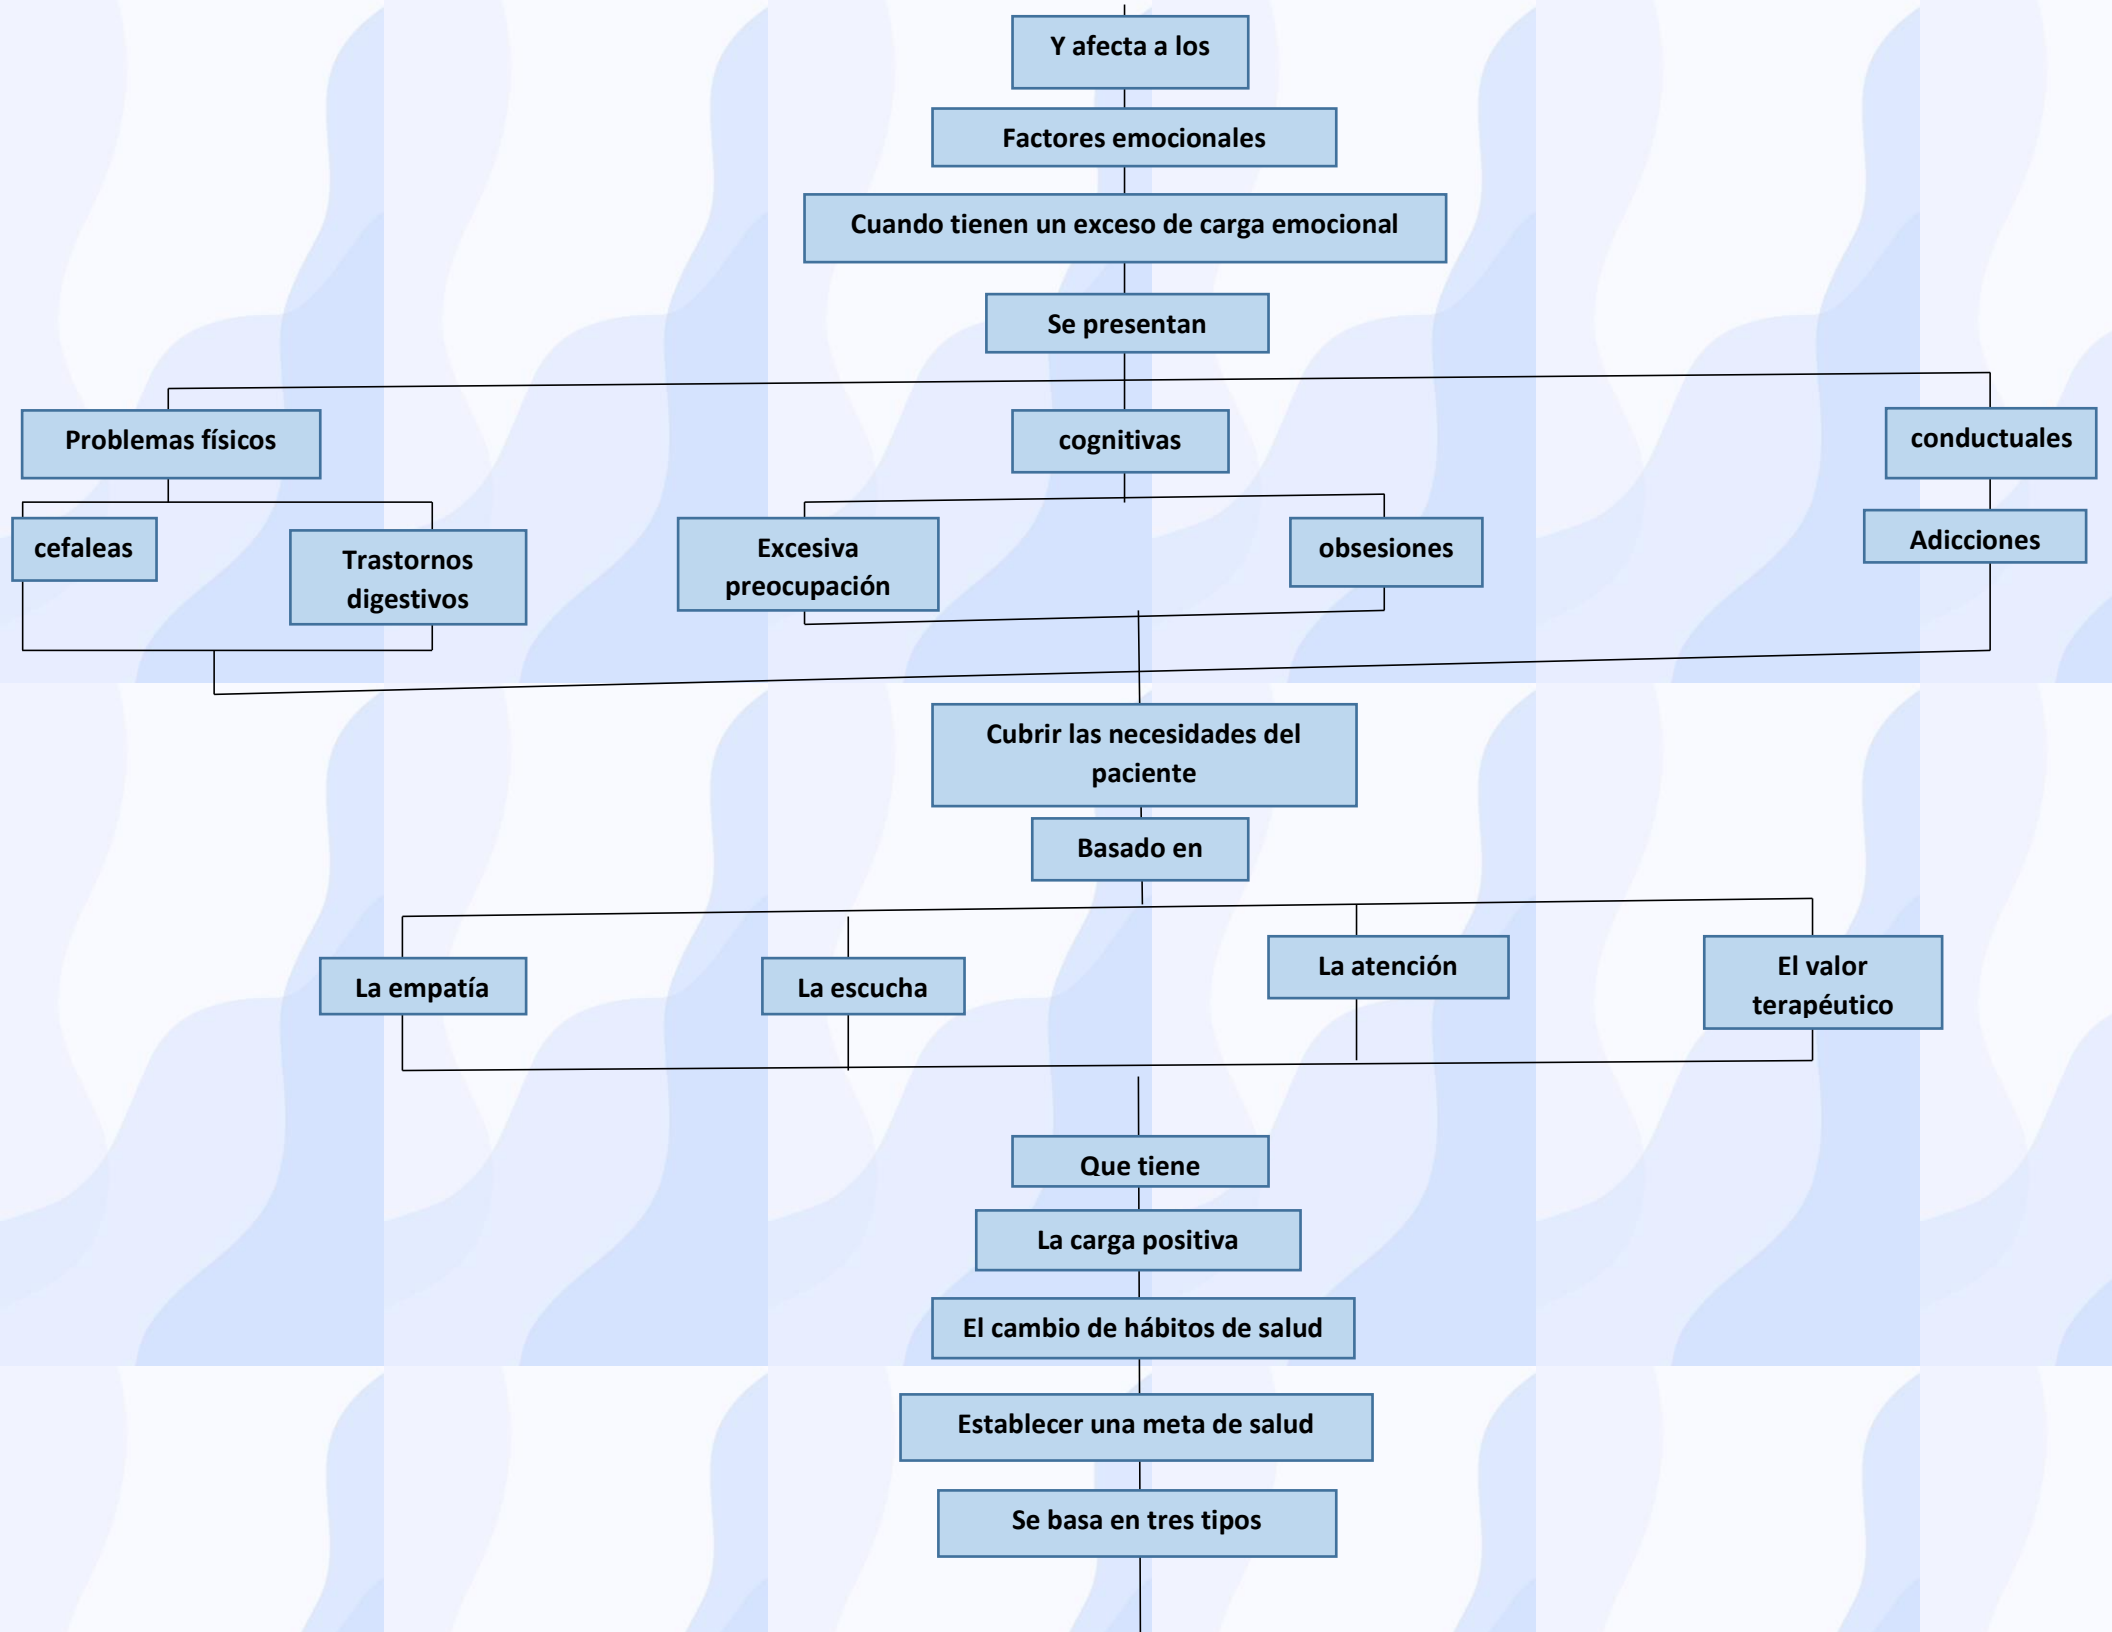 Y afecta a los
Factores emocionales
Cuando tienen un exceso de carga emocional
Se presentan
Problemas físicos
cognitivas
conductuales
cefaleas
Trastornos
digestivos
Excesiva
preocupación
obsesiones
Adicciones
Cubrir las necesidades del
paciente
Basado en
La empatía
La escucha
La atención
El valor
terapéutico
Que tiene
La carga positiva
El cambio de hábitos de salud
Establecer una meta de salud
Se basa en tres tipos